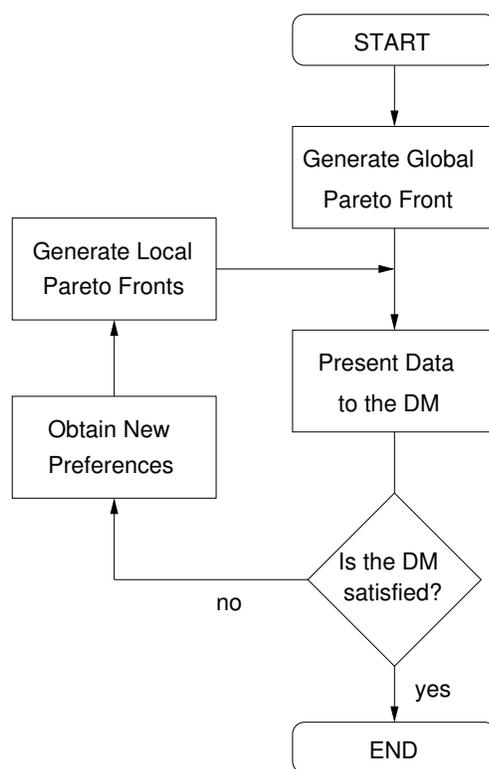 START
Generate Global
Pareto Front
Generate Local
Pareto Fronts
Present Data
to the DM
Obtain New
Preferences
Is the DM
satisfied?
no
yes
END